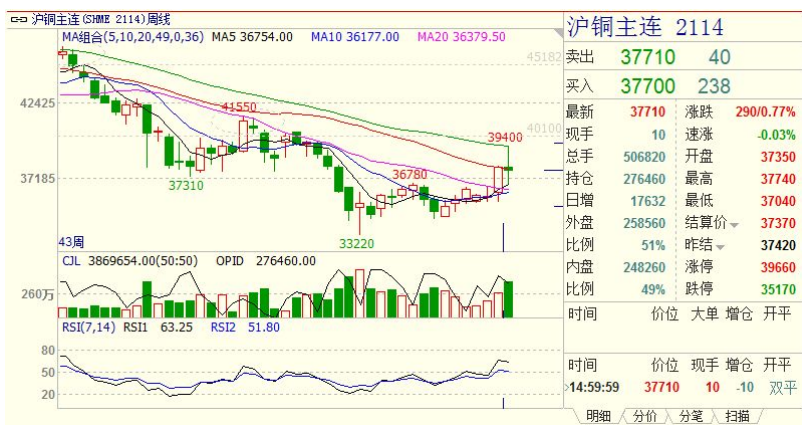 沪铜主连(SHME 2114)周线
MA组合(5,10,20,49,0,36) MA5 36754.00 MA10 36177.00 MA20 36379.50
45182
42425
41550
40100
39400
37185
37310
36780
33220
43周
CJL 3869654.00(50:50) OPID 276460.00
260万
RSI(7,14) RSI1 63.25 RSI2 51.80
80
50
20
沪铜主连 2114
卖出 37710 40
买入 37700 238
最新 37710 涨跌 290/0.77%
现手 10 速涨 -0.03%
总手 506820 开盘 37350
持仓 276460 最高 37740
日增 17632 最低 37040
外盘 258560 结算价 37370
比例 51% 昨结 37420
内盘 248260 涨停 39660
比例 49% 跌停 35170
时间 价位 大单 增仓 开平
时间 价位 现手 增仓 开平
14:59:59 37710 10 -10 双平
明细 分价 分笔 扫描